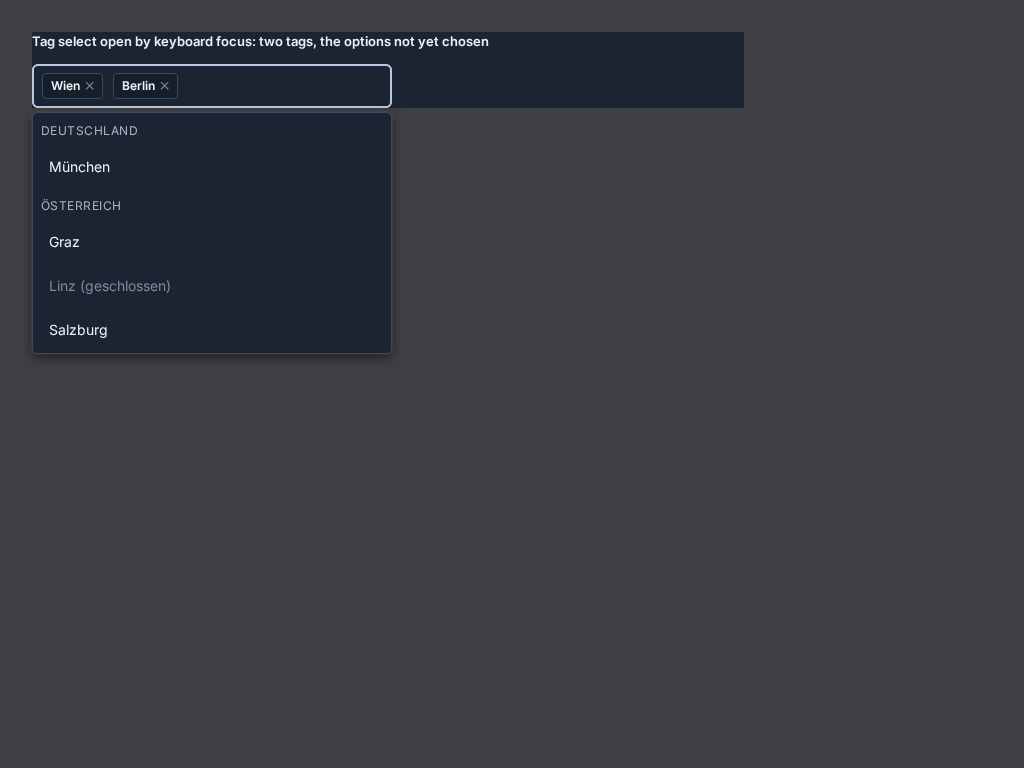 Tag select open by keyboard focus: two tags, the options not yet chosen
Wien × Berlin ×
DEUTSCHLAND
München
ÖSTERREICH
Graz
Linz (geschlossen)
Salzburg